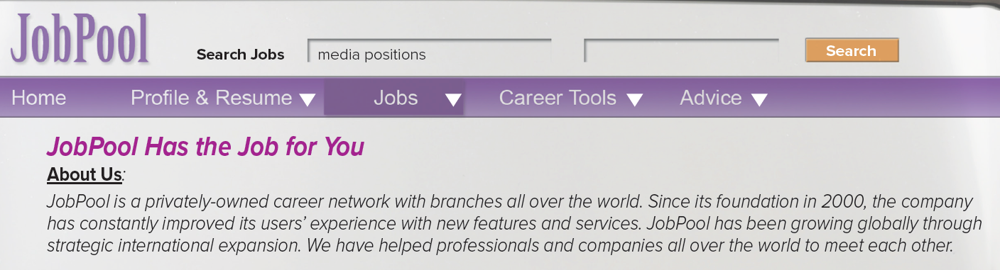 JobPool
Search Jobs media positions Search
Home Profile & Resume Jobs Career Tools Advice
JobPool Has the Job for You
About Us:
JobPool is a privately-owned career network with branches all over the world. Since its foundation in 2000, the company
has constantly improved its users’ experience with new features and services. JobPool has been growing globally through
strategic international expansion. We have helped professionals and companies all over the world to meet each other.